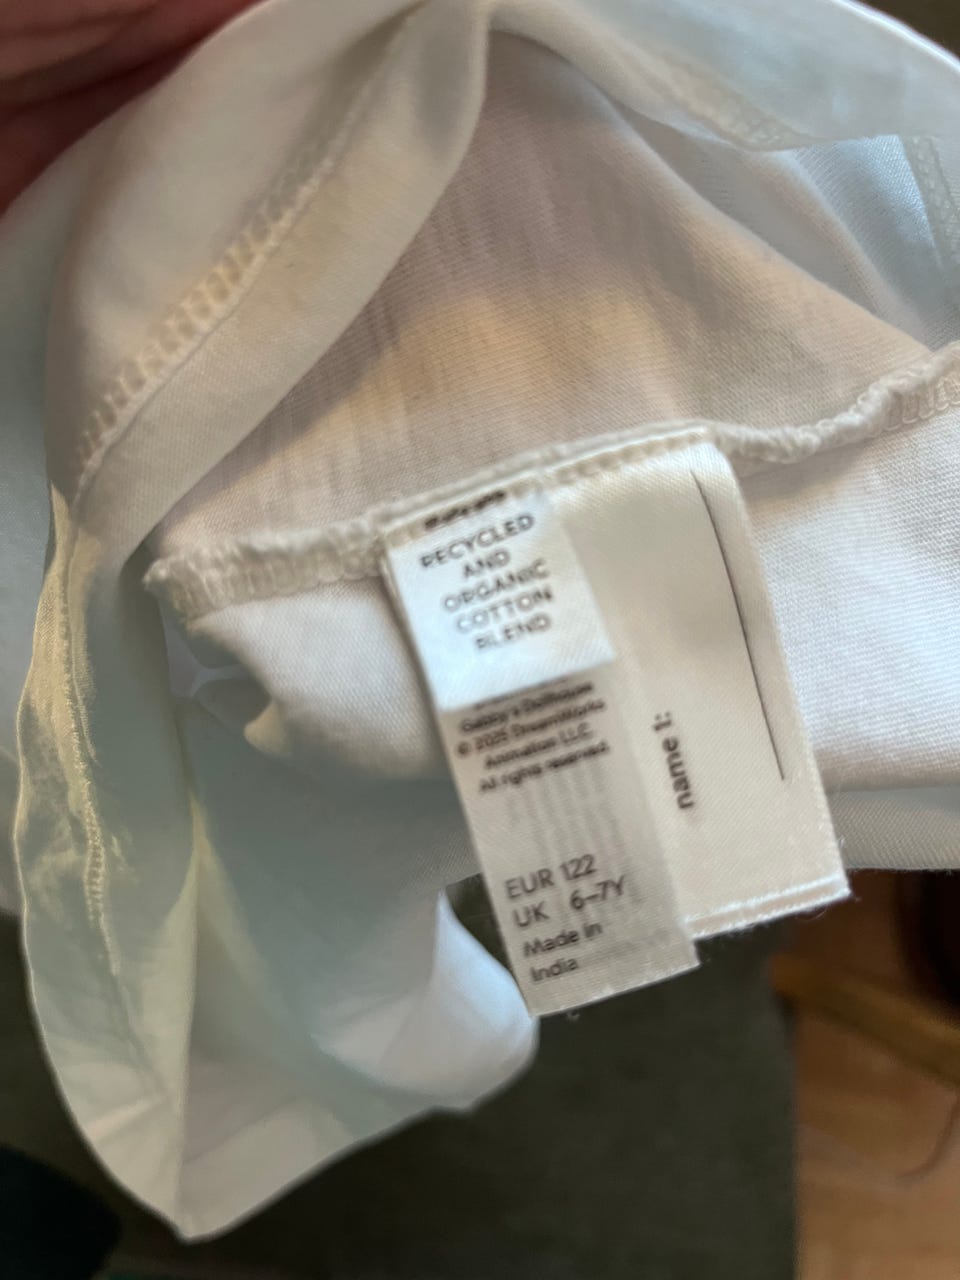 RECYCLED
AND
ORGANIC
COTTON
BLEND
Gabby's Dollhouse
© 2025 DreamWorks
Animation LLC.
All rights reserved
EUR 122
UK 6–7Y
Made in
India
name 1: